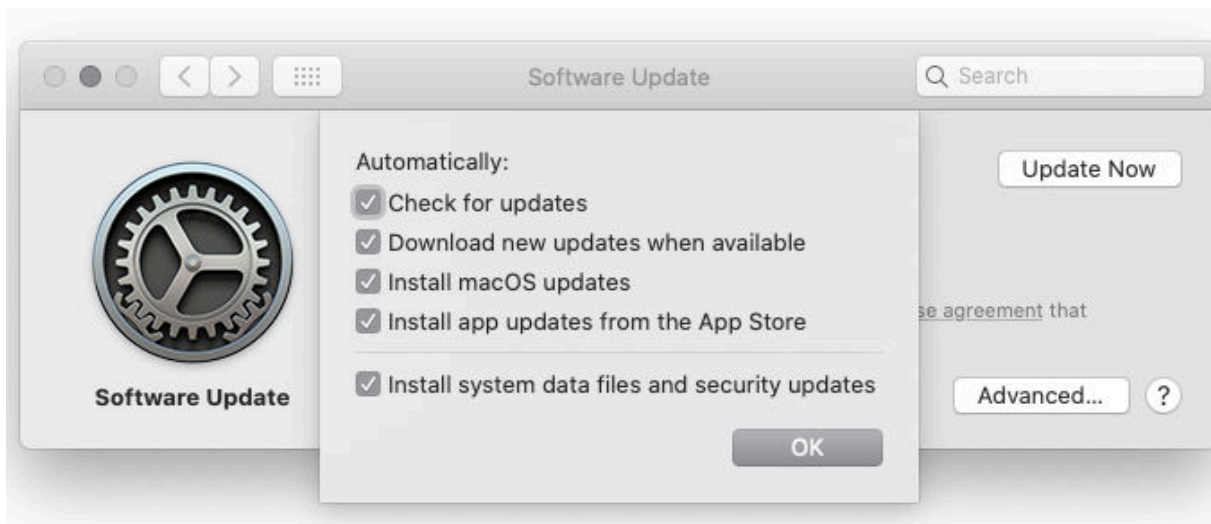 Software Update
Search
Automatically:
Check for updates
Download new updates when available
Install macOS updates
Install app updates from the App Store
Install system data files and security updates
OK
Software Update
Update Now
se agreement that
Advanced...
?